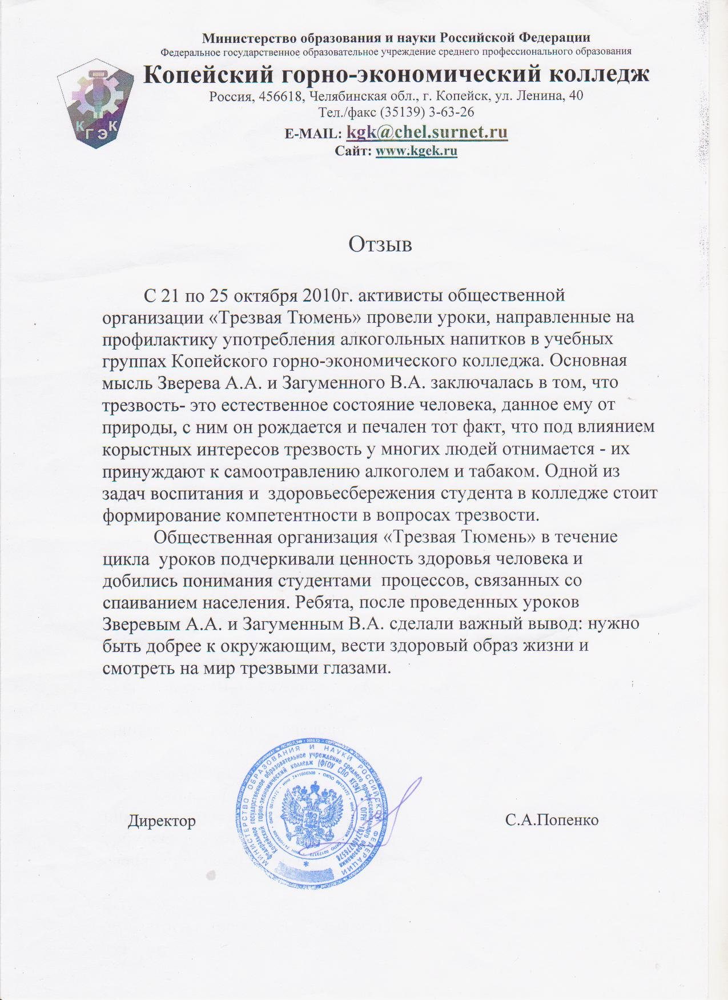 Министерство образования и науки Российской Федерации
Федеральное государственное образовательное учреждение среднего профессионального образования
Копейский горно-экономический колледж
Россия, 456618, Челябинская обл., г. Копейск, ул. Ленина, 40
Тел./факс (35139) 3-63-26
E-MAIL: kgk@chel.surnet.ru
Сайт: www.kgek.ru
КГЭК
Отзыв
С 21 по 25 октября 2010г. активисты общественной
организации «Трезвая Тюмень» провели уроки, направленные на
профилактику употребления алкогольных напитков в учебных
группах Копейского горно-экономического колледжа. Основная
мысль Зверева А.А. и Загуменного В.А. заключалась в том, что
трезвость- это естественное состояние человека, данное ему от
природы, с ним он рождается и печален тот факт, что под влиянием
корыстных интересов трезвость у многих людей отнимается - их
принуждают к самоотравлению алкоголем и табаком. Одной из
задач воспитания и  здоровьесбережения студента в колледже стоит
формирование компетентности в вопросах трезвости.
Общественная организация «Трезвая Тюмень» в течение
цикла  уроков подчеркивали ценность здоровья человека и
добились понимания студентами  процессов, связанных со
спаиванием населения. Ребята, после проведенных уроков
Зверевым А.А. и Загуменным В.А. сделали важный вывод: нужно
быть добрее к окружающим, вести здоровый образ жизни и
смотреть на мир трезвыми глазами.
Директор
С.А.Попенко
МИНИСТЕРСТВО ОБРАЗОВАНИЯ И НАУКИ РОССИЙСКОЙ ФЕДЕРАЦИИ
Федеральное государственное образовательное учреждение среднего профессионального образования
Копейский горно-экономический колледж (ФГОУ СПО КГЭК) • ОГРН
ИНН 7411006308 • ОКПО 00173172